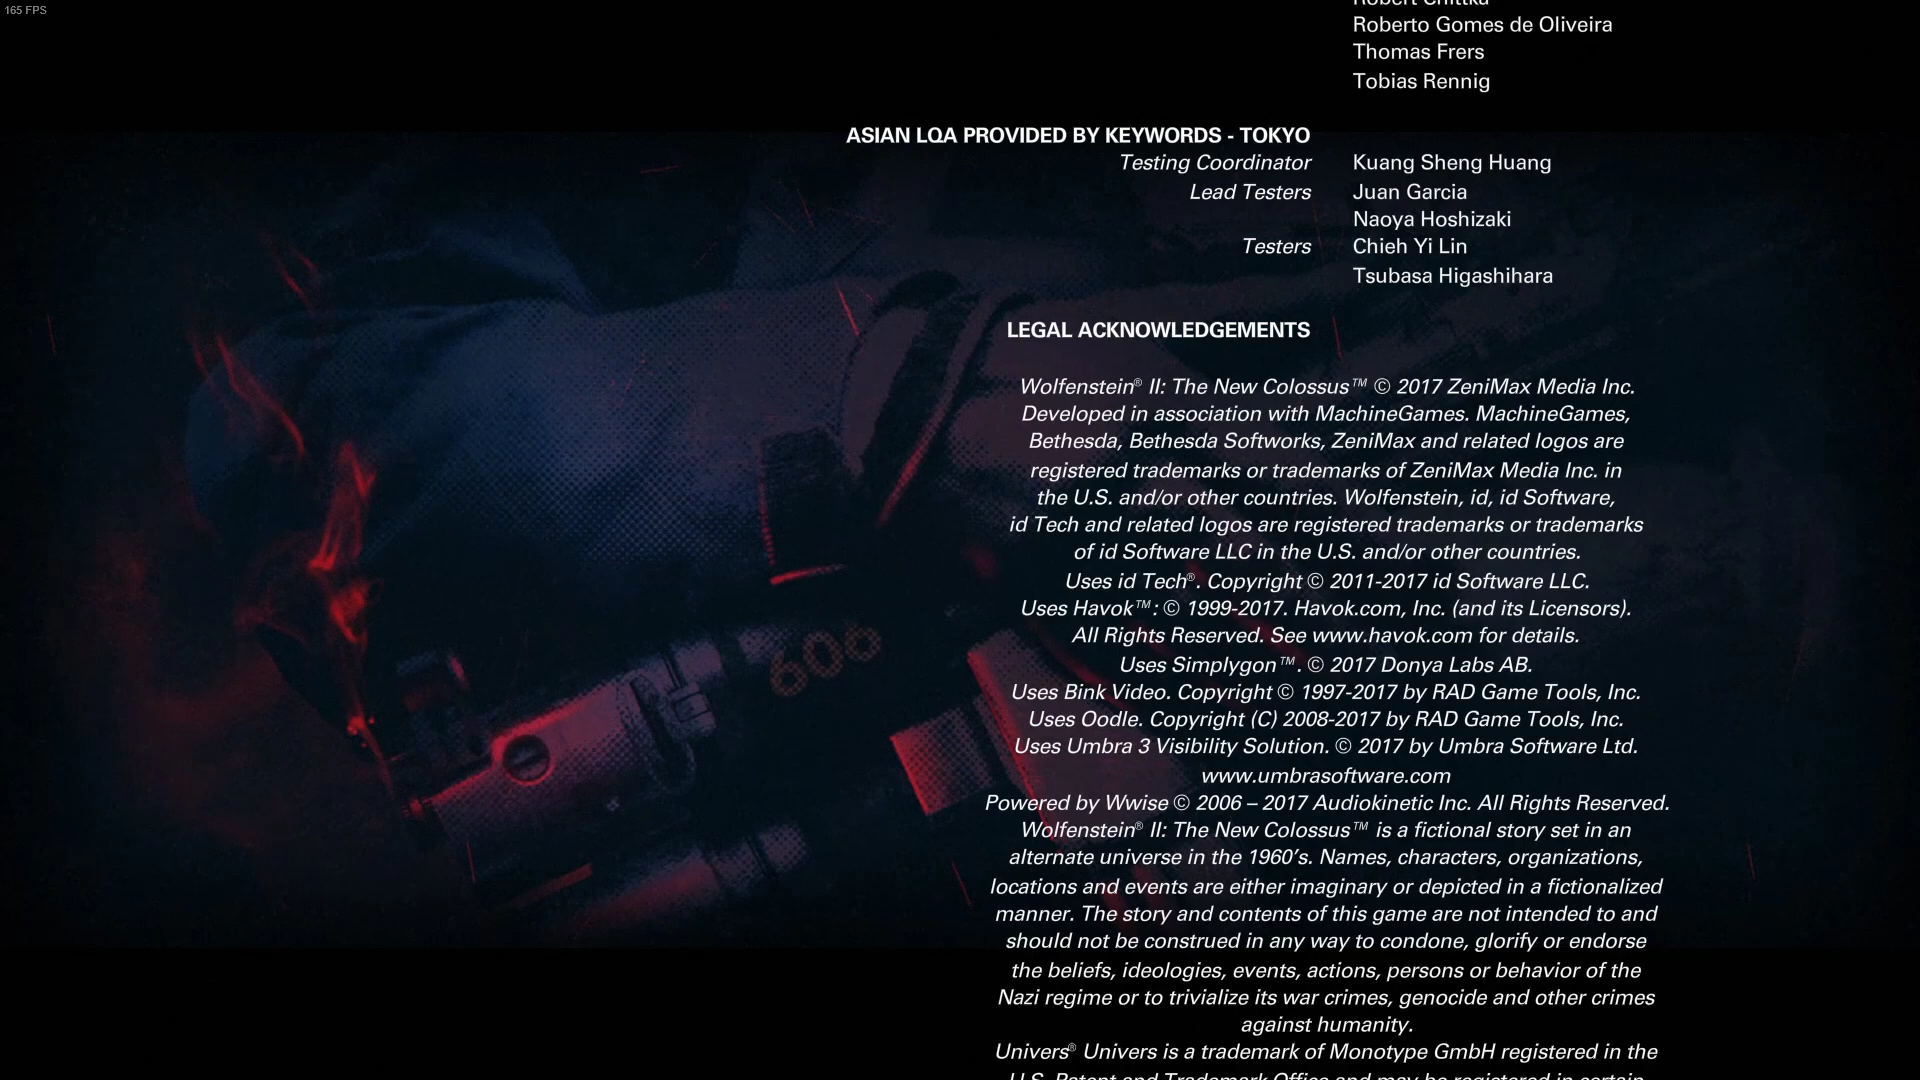 165 FPS
Roberto Gomes de Oliveira
Thomas Frers
Tobias Rennig
ASIAN LQA PROVIDED BY KEYWORDS - TOKYO
Testing Coordinator Kuang Sheng Huang
Lead Testers Juan Garcia
Naoya Hoshizaki
Testers Chieh Yi Lin
Tsubasa Higashihara
LEGAL ACKNOWLEDGEMENTS
Wolfenstein® II: The New Colossus™ © 2017 ZeniMax Media Inc.
Developed in association with MachineGames. MachineGames,
Bethesda, Bethesda Softworks, ZeniMax and related logos are
registered trademarks or trademarks of ZeniMax Media Inc. in
the U.S. and/or other countries. Wolfenstein, id, id Software,
id Tech and related logos are registered trademarks or trademarks
of id Software LLC in the U.S. and/or other countries.
Uses id Tech®. Copyright © 2011-2017 id Software LLC.
Uses Havok™: © 1999-2017. Havok.com, Inc. (and its Licensors).
All Rights Reserved. See www.havok.com for details.
Uses Simplygon™. © 2017 Donya Labs AB.
606
Uses Bink Video. Copyright © 1997-2017 by RAD Game Tools, Inc.
Uses Oodle. Copyright (C) 2008-2017 by RAD Game Tools, Inc.
Uses Umbra 3 Visibility Solution. © 2017 by Umbra Software Ltd.
www.umbrasoftware.com
Powered by Wwise © 2006 – 2017 Audiokinetic Inc. All Rights Reserved.
Wolfenstein® II: The New Colossus™ is a fictional story set in an
alternate universe in the 1960’s. Names, characters, organizations,
locations and events are either imaginary or depicted in a fictionalized
manner. The story and contents of this game are not intended to and
should not be construed in any way to condone, glorify or endorse
the beliefs, ideologies, events, actions, persons or behavior of the
Nazi regime or to trivialize its war crimes, genocide and other crimes
against humanity.
Univers® Univers is a trademark of Monotype GmbH registered in the